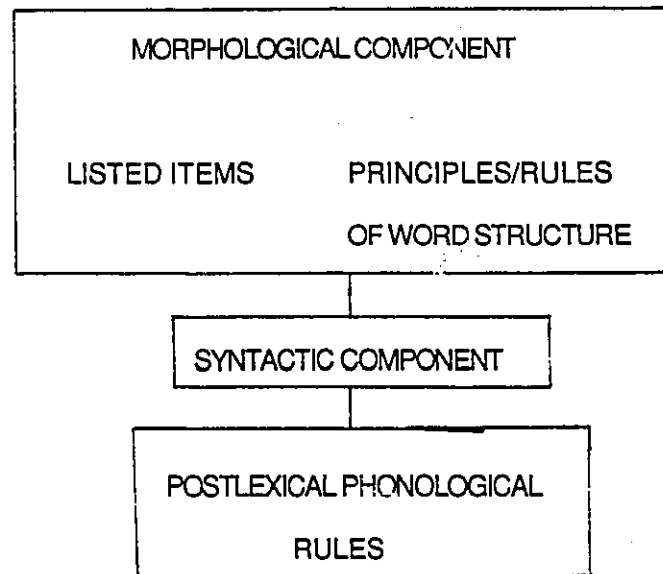 MORPHOLOGICAL COMPONENT
LISTED ITEMS PRINCIPLES/RULES
OF WORD STRUCTURE
SYNTACTIC COMPONENT
POSTLEXICAL PHONOLOGICAL
RULES